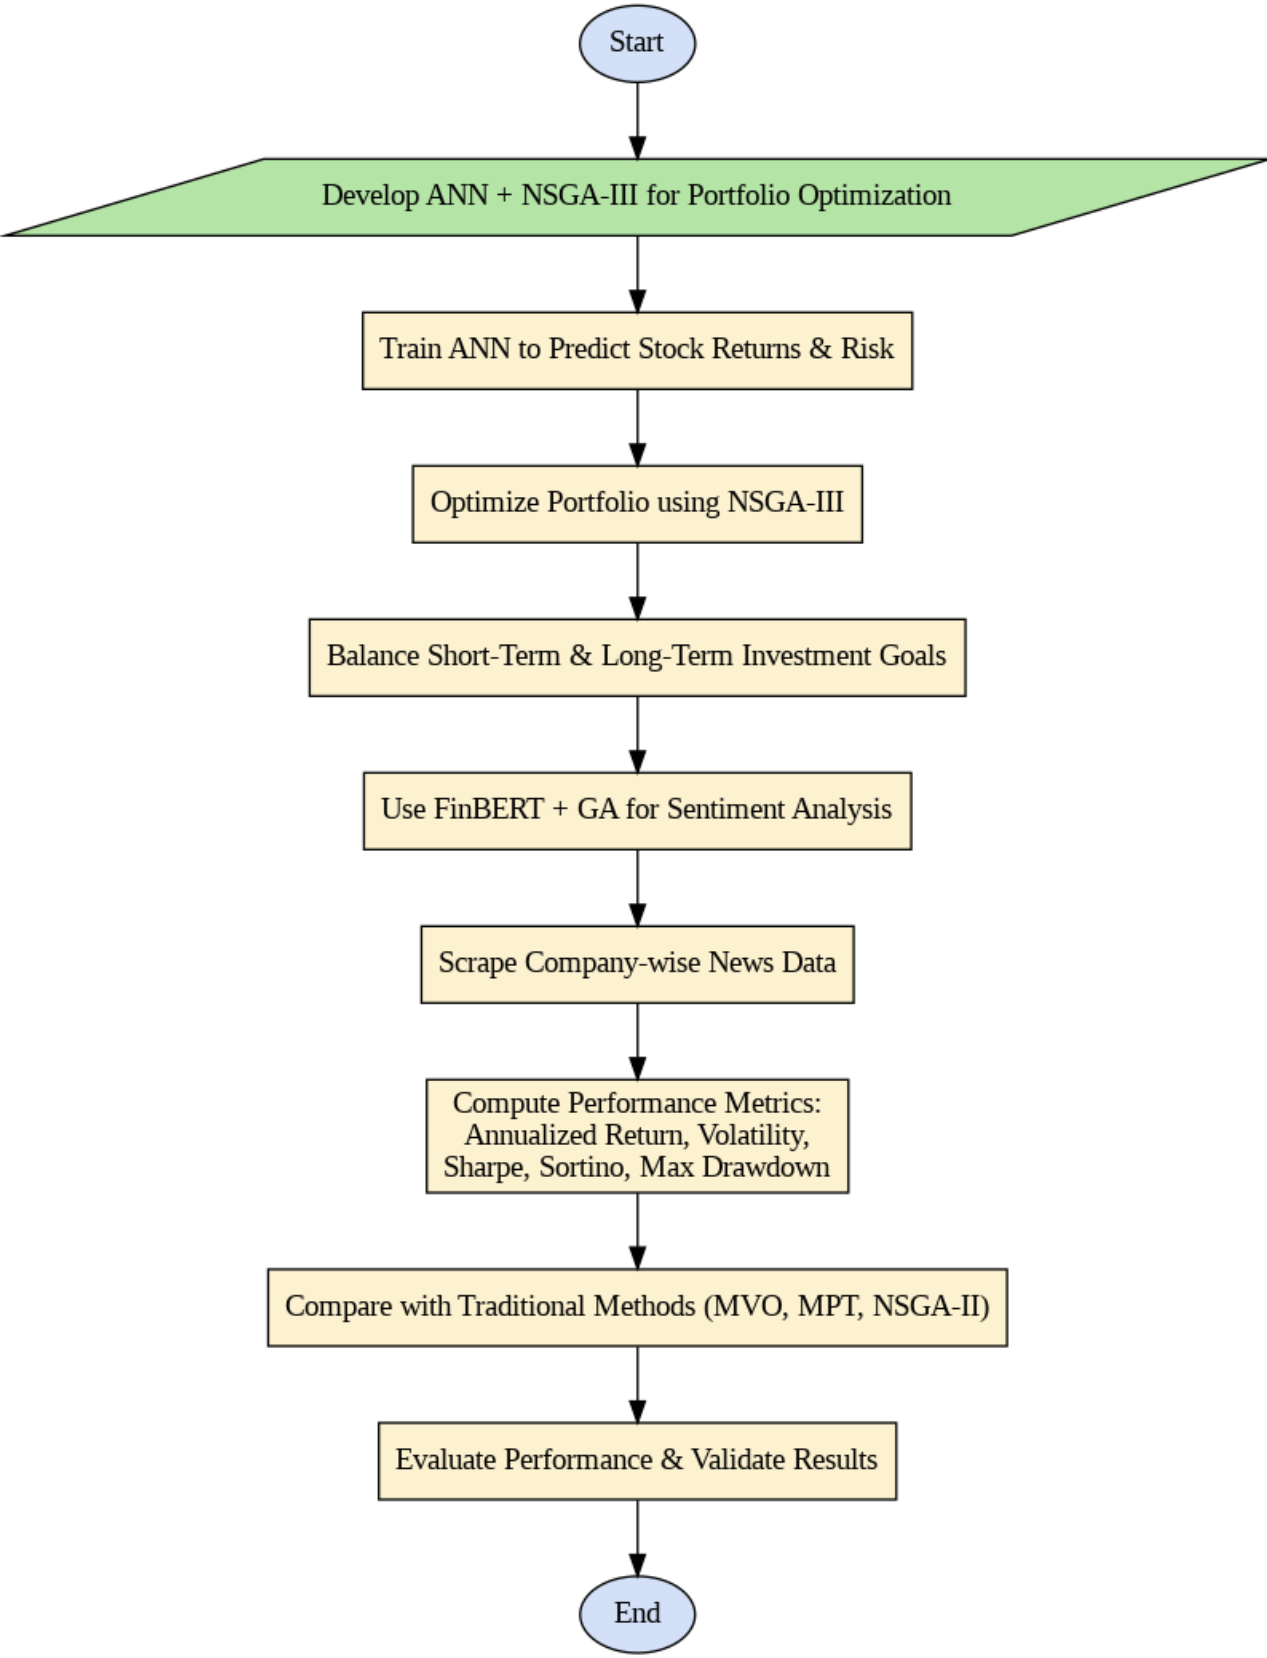 Start
Develop ANN + NSGA-III for Portfolio Optimization
Train ANN to Predict Stock Returns & Risk
Optimize Portfolio using NSGA-III
Balance Short-Term & Long-Term Investment Goals
Use FinBERT + GA for Sentiment Analysis
Scrape Company-wise News Data
Compute Performance Metrics:
Annualized Return, Volatility,
Sharpe, Sortino, Max Drawdown
Compare with Traditional Methods (MVO, MPT, NSGA-II)
Evaluate Performance & Validate Results
End